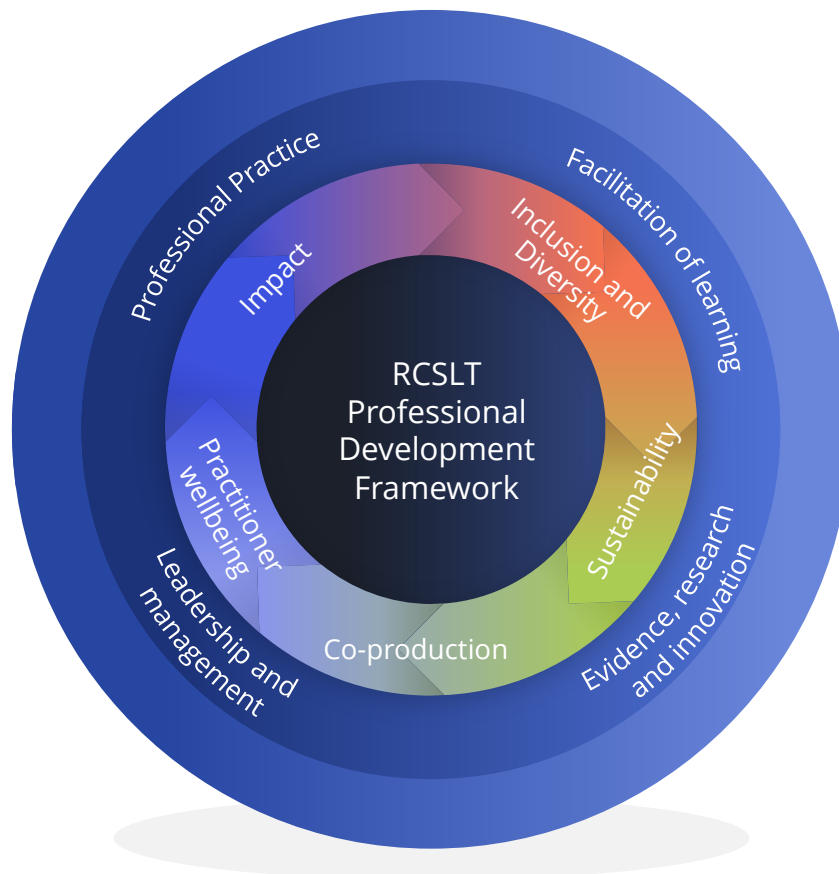 Professional Practice
Facilitation of learning
Impact
Inclusion and
Diversity
RCSLT
Professional
Development
Framework
Practitioner
wellbeing
Sustainability
Co-production
Leadership and
management
Evidence, research
and innovation